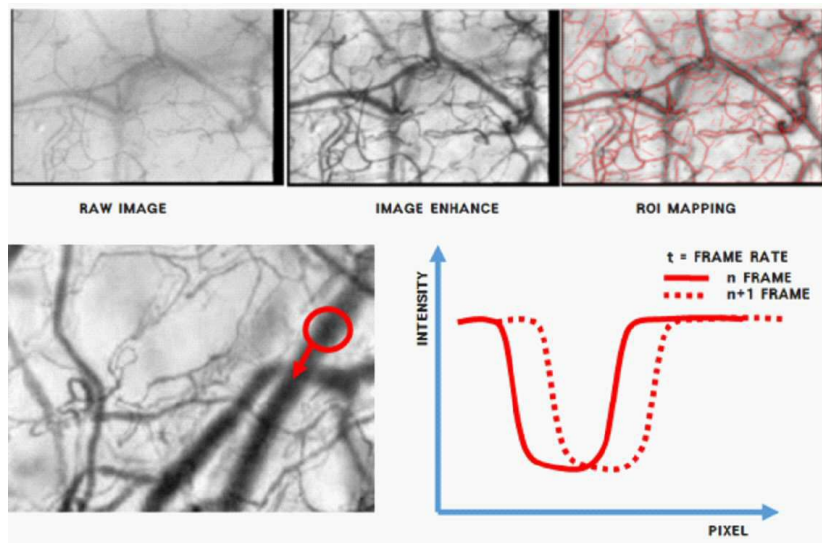 RAW IMAGE
IMAGE ENHANCE
ROI MAPPING
t = FRAME RATE
n FRAME
n+1 FRAME
INTENSITY
PIXEL